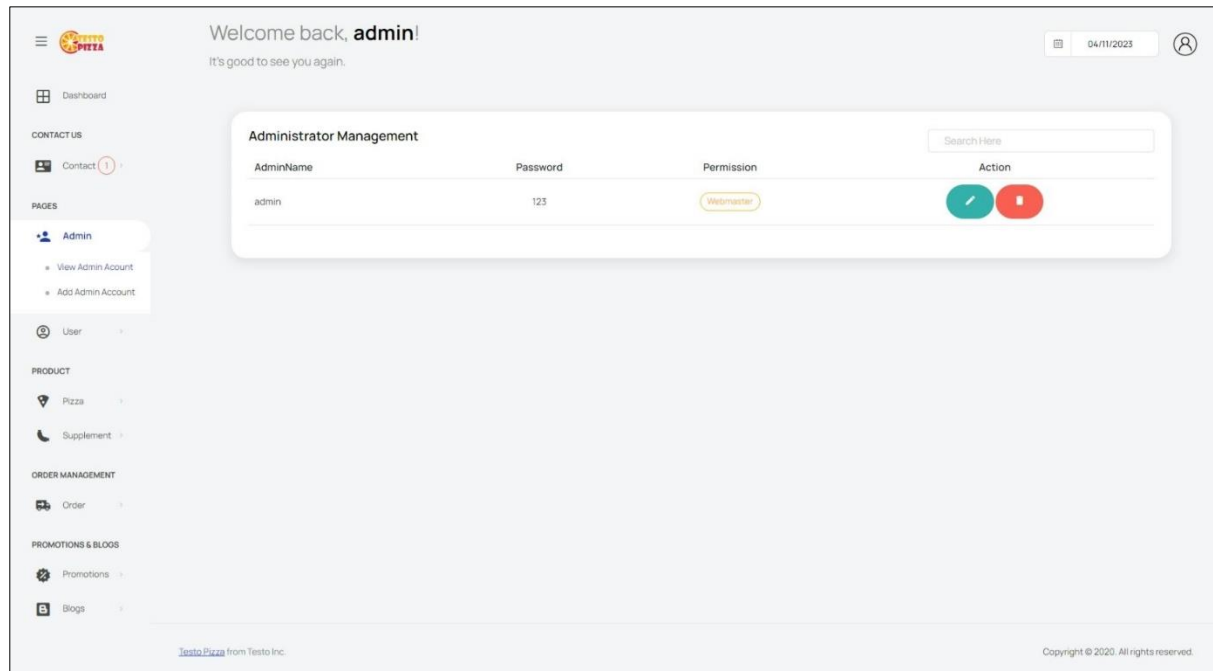 TESTO
PIZZA
Welcome back, admin!
It's good to see you again.
04/11/2023
Dashboard
CONTACT US
Contact 1
PAGES
Admin
View Admin Acount
Add Admin Account
User
PRODUCT
Pizza
Supplement
ORDER MANAGEMENT
Order
PROMOTIONS & BLOGS
Promotions
Blogs
Administrator Management
Search Here
AdminName Password Permission Action
admin 123 Webmaster
Testo Pizza from Testo Inc.
Copyright © 2020. All rights reserved.